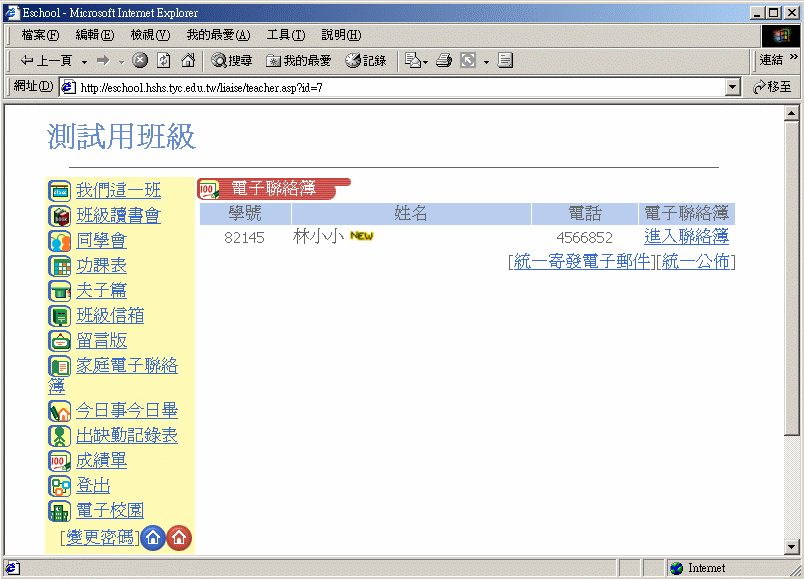 Eschool - Microsoft Internet Explorer
檔案(F) 編輯(E) 檢視(V) 我的最愛(A) 工具(T) 說明(H)
上一頁 搜尋 我的最愛 記錄 連結 »
網址(D) http://eschool.hshs.tyc.edu.tw/liaise/teacher.asp?id=7 移至
測試用班級
我們這一班
班級讀書會
同學會
功課表
夫子篇
班級信箱
留言版
家庭電子聯絡
簿
今日事今日畢
出缺勤記錄表
成績單
登出
電子校園
[變更密碼]
電子聯絡簿
學號 姓名 電話 電子聯絡簿
82145 林小小 NEW 4566852 進入聯絡簿
[統一寄發電子郵件][統一公佈]
Internet